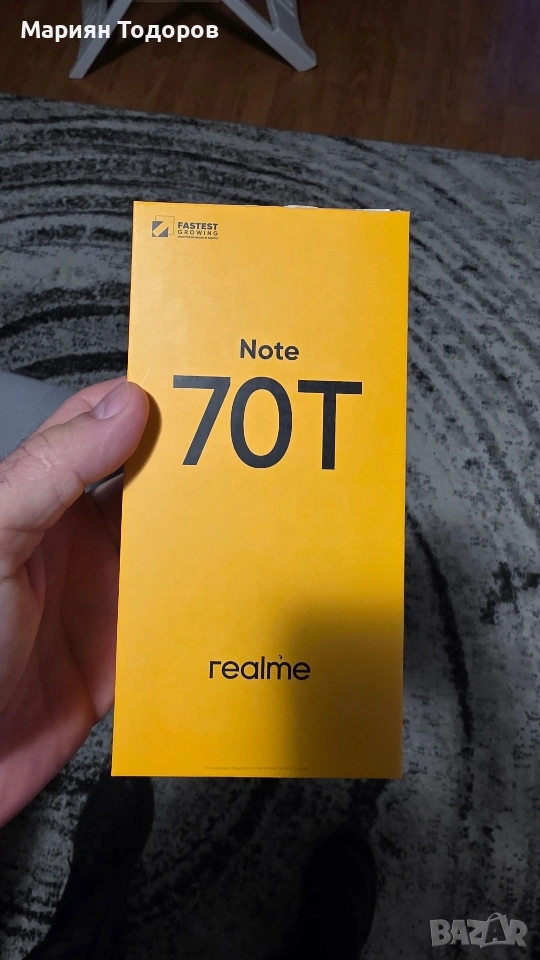 Мариян Тодоров
FASTEST
GROWING
Note
70T
realme
BAZAR